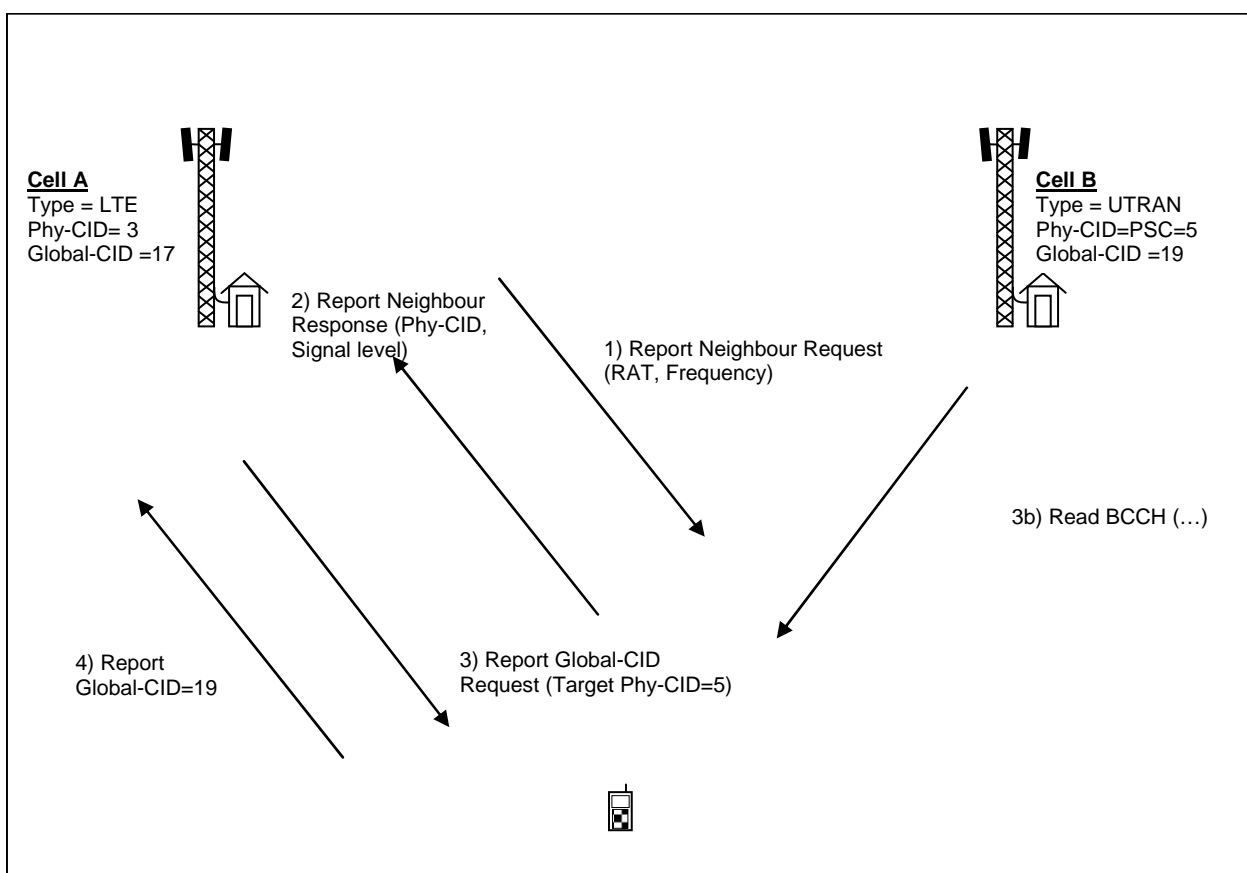 Cell A
Type = LTE
Phy-CID= 3
Global-CID =17
Cell B
Type = UTRAN
Phy-CID=PSC=5
Global-CID =19
2) Report Neighbour
Response (Phy-CID,
Signal level)
1) Report Neighbour Request
(RAT, Frequency)
3b) Read BCCH (…)
4) Report
Global-CID=19
3) Report Global-CID
Request (Target Phy-CID=5)